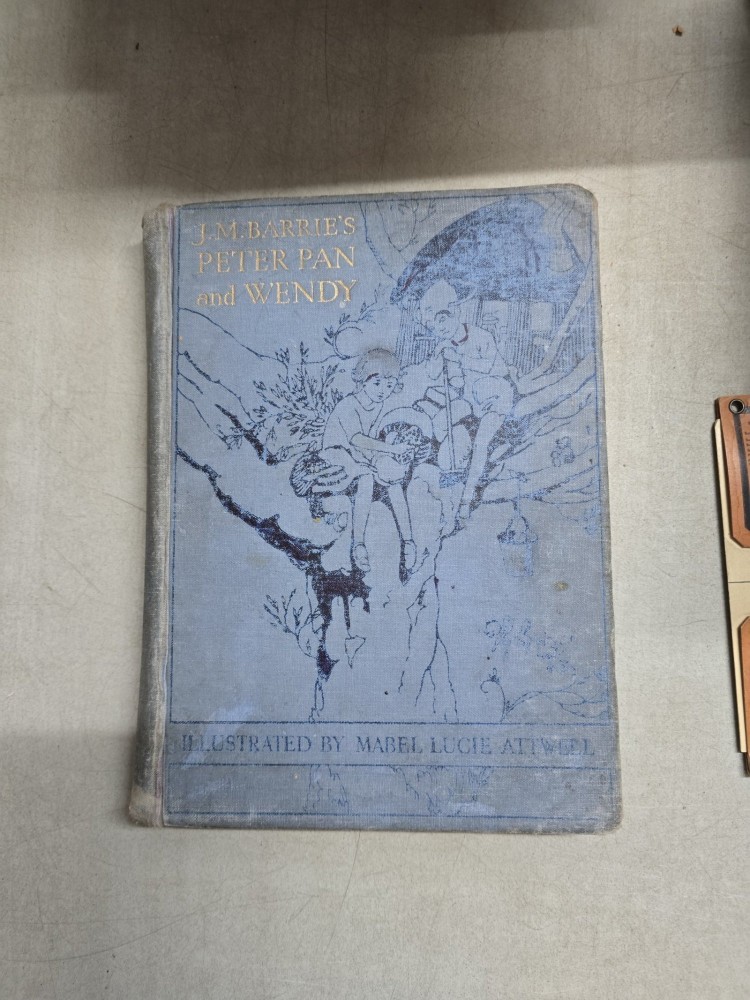 J.M.BARRIE'S
PETER PAN
and WENDY
ILLUSTRATED BY MABEL LUCIE ATTWELL